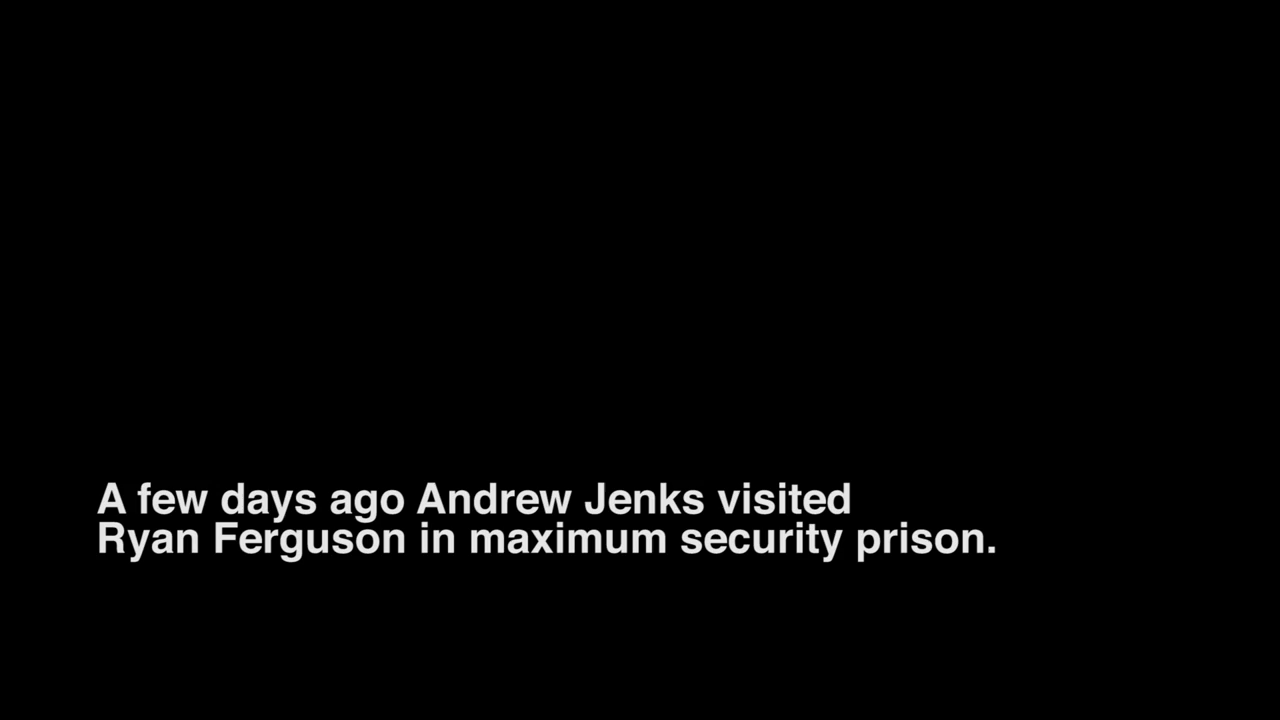 A few days ago Andrew Jenks visited
Ryan Ferguson in maximum security prison.